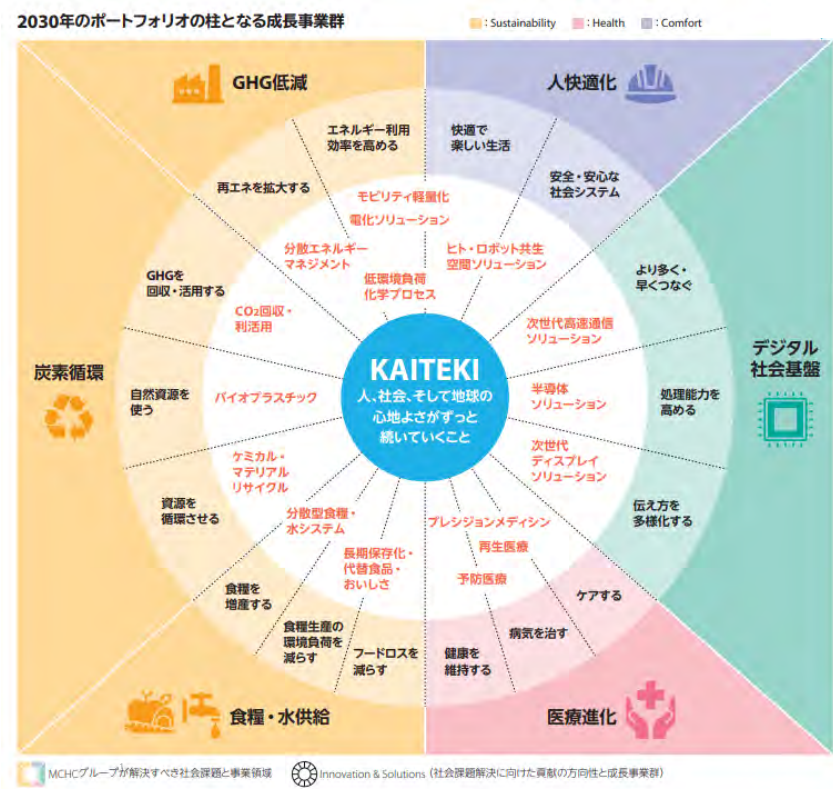 2030年のポートフォリオの柱となる成長事業群
: Sustainability
: Health
: Comfort
GHG低減
人快適化
エネルギー利用
効率を高める
快適で
楽しい生活
再エネを拡大する
安全・安心な
社会システム
モビリティ軽量化
電化ソリューション
分散エネルギー
マネジメント
ヒト・ロボット共生
空間ソリューション
低環境負荷
化学プロセス
GHGを
回収・活用する
より多く・
早くつなぐ
CO2回収・
利活用
次世代高速通信
ソリューション
炭素循環
デジタル
社会基盤
KAITEKI
人、社会、そして地球の
心地よさがずっと
続いていくこと
自然資源を
使う
バイオプラスチック
半導体
ソリューション
処理能力を
高める
ケミカル・
マテリアル
リサイクル
次世代
ディスプレイ
ソリューション
資源を
循環させる
伝え方を
多様化する
分散型食糧・
水システム
プレシジョンメディシン
長期保存化・
代替食品・
おいしさ
再生医療
予防医療
食糧を
増産する
ケアする
食糧生産の
環境負荷を
減らす
フードロスを
減らす
健康を
維持する
病気を治す
食糧・水供給
医療進化
MCHCグループが解決すべき社会課題と事業領域
Innovation & Solutions（社会課題解決に向けた貢献の方向性と成長事業群）